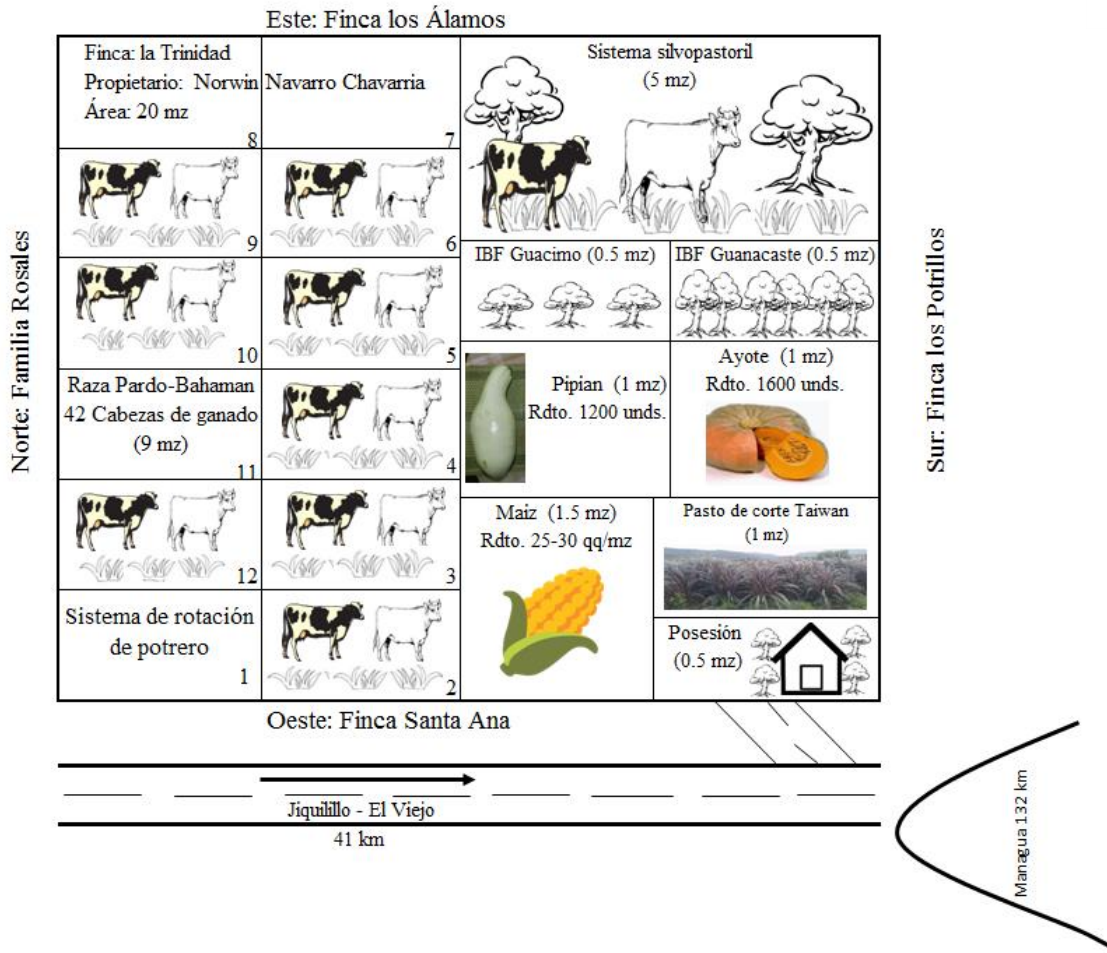 Este: Finca los Álamos
Finca: la Trinidad
Propietario: Norwin Navarro Chavarria
Área: 20 mz
8
7
Sistema silvopastoril
(5 mz)
9
6
IBF Guacimo (0.5 mz)
IBF Guanacaste (0.5 mz)
10
5
Pipian (1 mz)
Rdto. 1200 unds.
Ayote (1 mz)
Rdto. 1600 unds.
Raza Pardo-Bahaman
42 Cabezas de ganado
(9 mz)
11
4
Maiz (1.5 mz)
Rdto. 25-30 qq/mz
Pasto de corte Taiwan
(1 mz)
12
3
Sistema de rotación
de potrero
1
2
Posesión
(0.5 mz)
Norte: Familia Rosales
Sur: Finca los Potrillos
Oeste: Finca Santa Ana
Jiquilillo - El Viejo
41 km
Managua 132 km